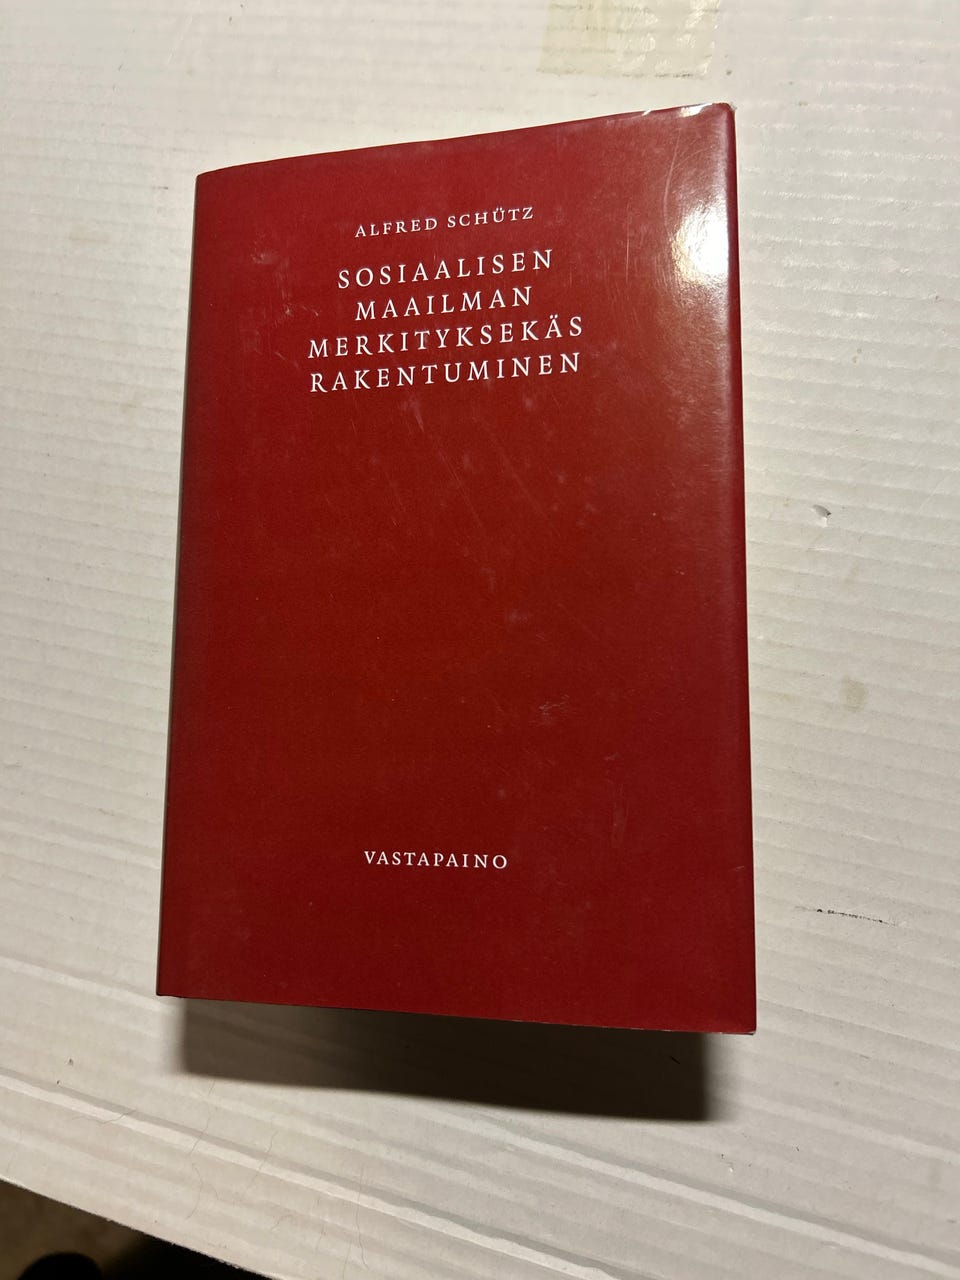 ALFRED SCHÜTZ
SOSIAALISEN
MAAILMAN
MERKITYKSEKÄS
RAKENTUMINEN
VASTAPAINO